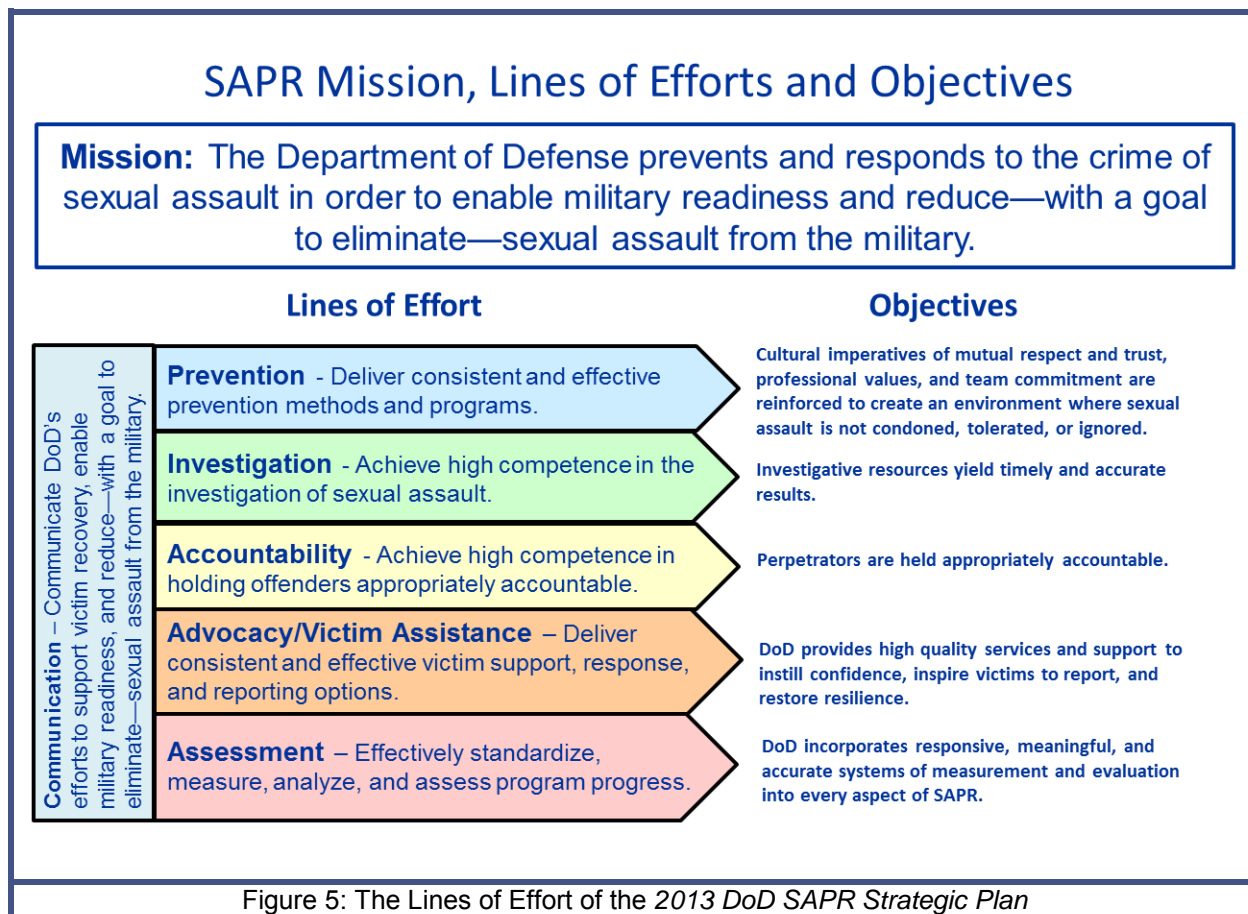 SAPR Mission, Lines of Efforts and Objectives
Mission: The Department of Defense prevents and responds to the crime of
sexual assault in order to enable military readiness and reduce—with a goal
to eliminate—sexual assault from the military.
Lines of Effort
Objectives
Communication – Communicate DoD's
efforts to support victim recovery, enable
military readiness, and reduce—with a goal to
eliminate—sexual assault from the military.
Prevention - Deliver consistent and effective
prevention methods and programs.
Cultural imperatives of mutual respect and trust,
professional values, and team commitment are
reinforced to create an environment where sexual
assault is not condoned, tolerated, or ignored.
Investigation - Achieve high competence in the
investigation of sexual assault.
Investigative resources yield timely and accurate
results.
Accountability - Achieve high competence in
holding offenders appropriately accountable.
Perpetrators are held appropriately accountable.
Advocacy/Victim Assistance – Deliver
consistent and effective victim support, response,
and reporting options.
DoD provides high quality services and support to
instill confidence, inspire victims to report, and
restore resilience.
Assessment – Effectively standardize,
measure, analyze, and assess program progress.
DoD incorporates responsive, meaningful, and
accurate systems of measurement and evaluation
into every aspect of SAPR.
Figure 5: The Lines of Effort of the 2013 DoD SAPR Strategic Plan